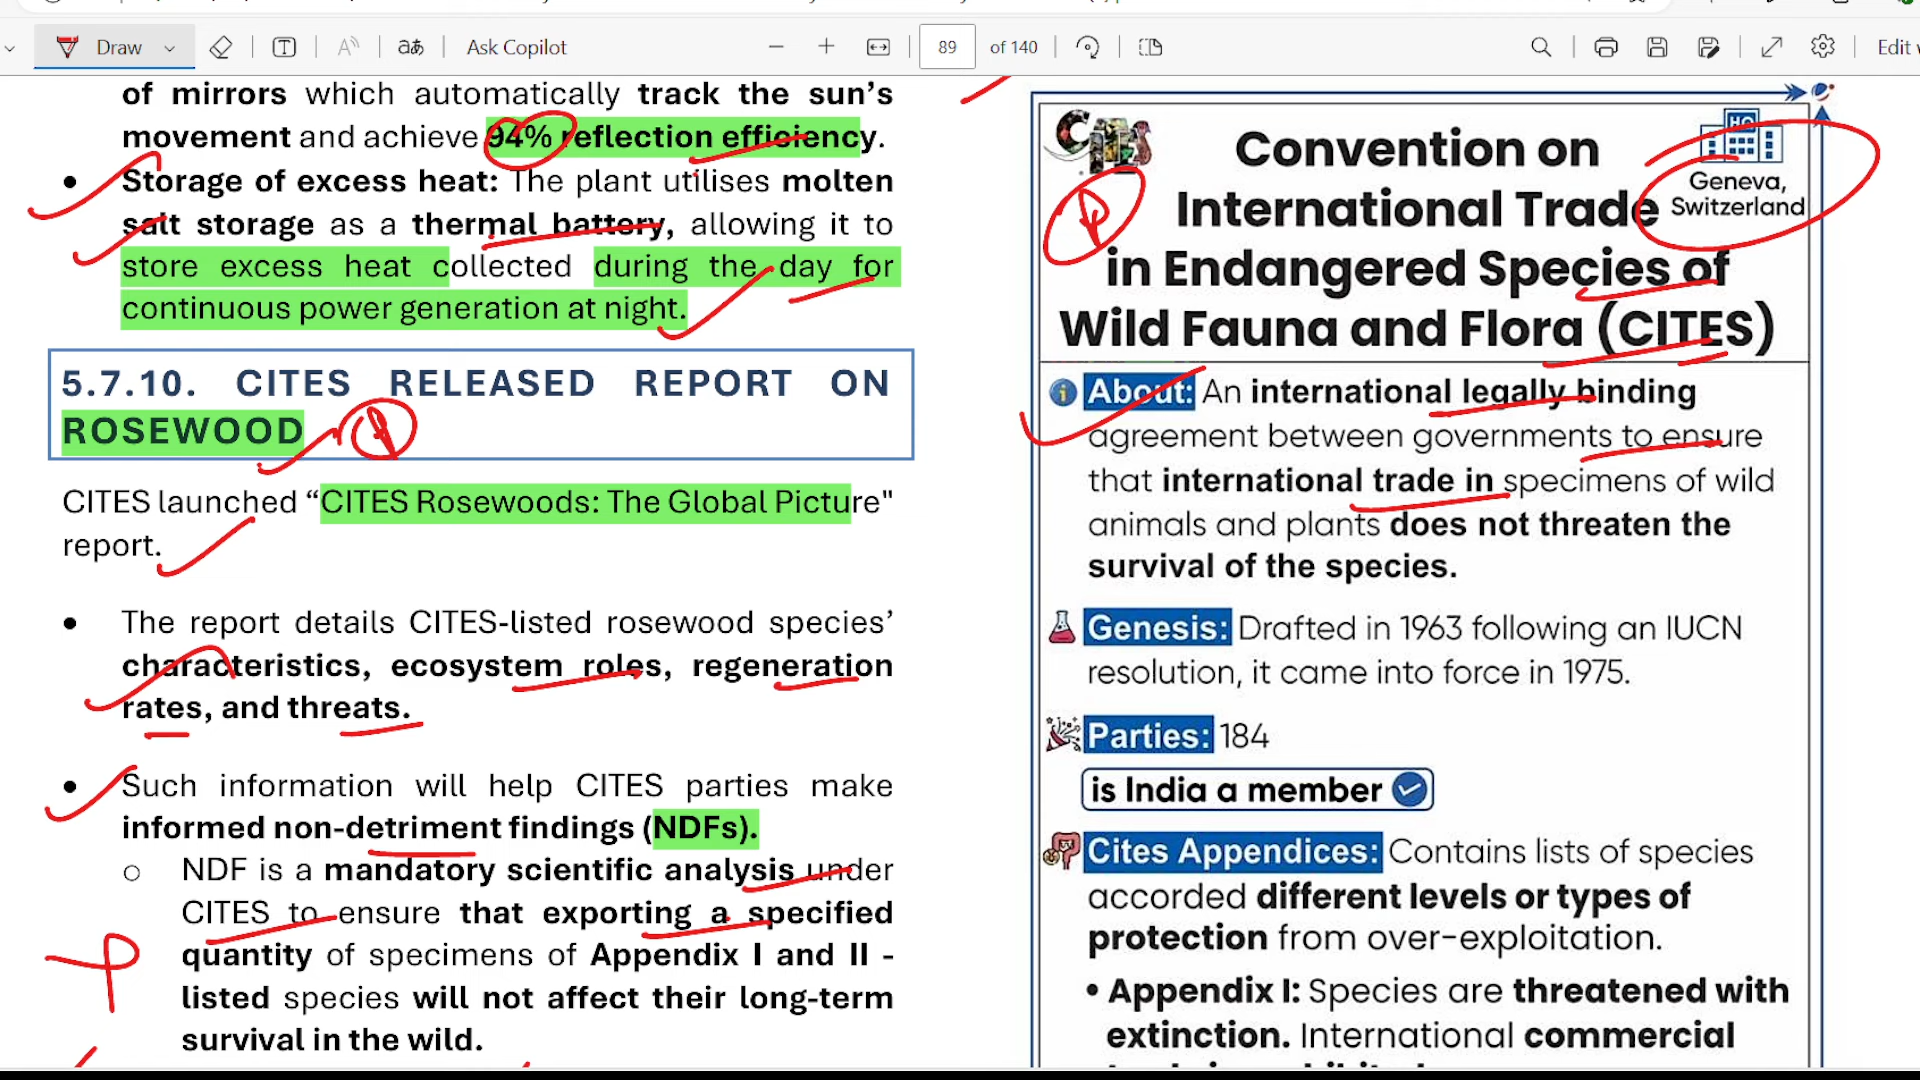 Draw
Ask Copilot
89 of 140
Edit
of mirrors which automatically track the sun's
movement and achieve 94% reflection efficiency.
• Storage of excess heat: The plant utilises molten
salt storage as a thermal battery, allowing it to
store excess heat collected during the day for
continuous power generation at night.
5.7.10. CITES RELEASED REPORT ON
ROSEWOOD
CITES launched “CITES Rosewoods: The Global Picture"
report.
• The report details CITES-listed rosewood species’
characteristics, ecosystem roles, regeneration
rates, and threats.
• Such information will help CITES parties make
informed non-detriment findings (NDFs).
o NDF is a mandatory scientific analysis under
CITES to ensure that exporting a specified
quantity of specimens of Appendix I and II -
listed species will not affect their long-term
survival in the wild.
CITES
HQ
Geneva,
Switzerland
Convention on
International Trade
in Endangered Species of
Wild Fauna and Flora (CITES)
About: An international legally binding
agreement between governments to ensure
that international trade in specimens of wild
animals and plants does not threaten the
survival of the species.
Genesis: Drafted in 1963 following an IUCN
resolution, it came into force in 1975.
Parties: 184
is India a member
Cites Appendices: Contains lists of species
accorded different levels or types of
protection from over-exploitation.
• Appendix I: Species are threatened with
extinction. International commercial